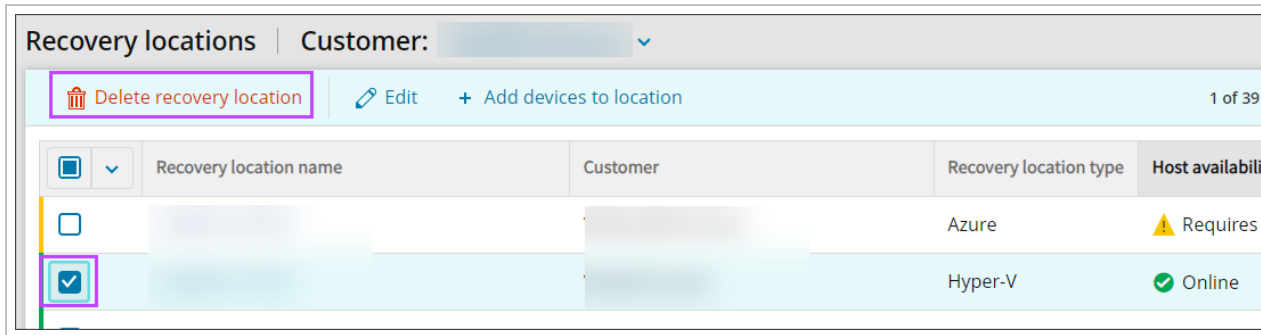 Recovery locations Customer:
Delete recovery location Edit + Add devices to location 1 of 39
Recovery location name Customer Recovery location type Host availabili
Azure Requires
Hyper-V Online